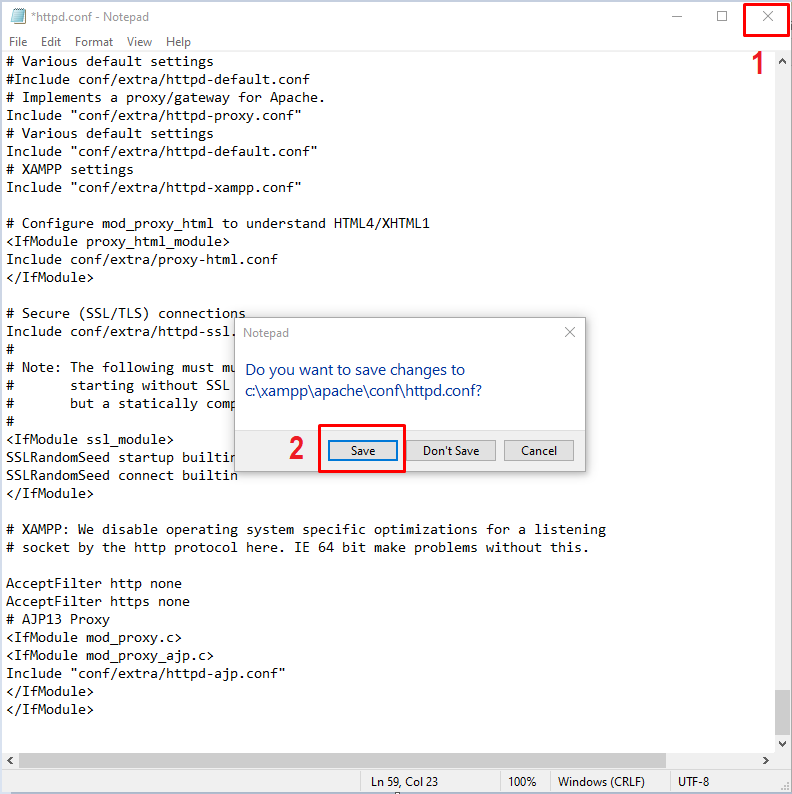 *httpd.conf - Notepad
File Edit Format View Help
1
# Various default settings
#Include conf/extra/httpd-default.conf
# Implements a proxy/gateway for Apache.
Include "conf/extra/httpd-proxy.conf"
# Various default settings
Include "conf/extra/httpd-default.conf"
# XAMPP settings
Include "conf/extra/httpd-xampp.conf"
# Configure mod_proxy_html to understand HTML4/XHTML1
<IfModule proxy_html_module>
Include conf/extra/proxy-html.conf
</IfModule>
# Secure (SSL/TLS) connections
Include conf/extra/httpd-ssl.
#
# Note: The following must mu
#       starting without SSL
#       but a statically comp
#
<IfModule ssl_module>
SSLRandomSeed startup builtin
SSLRandomSeed connect builtin
</IfModule>
Notepad
Do you want to save changes to
c:\xampp\apache\conf\httpd.conf?
2
Save Don't Save Cancel
# XAMPP: We disable operating system specific optimizations for a listening
# socket by the http protocol here. IE 64 bit make problems without this.
AcceptFilter http none
AcceptFilter https none
# AJP13 Proxy
<IfModule mod_proxy.c>
<IfModule mod_proxy_ajp.c>
Include "conf/extra/httpd-ajp.conf"
</IfModule>
</IfModule>
Ln 59, Col 23 100% Windows (CRLF) UTF-8